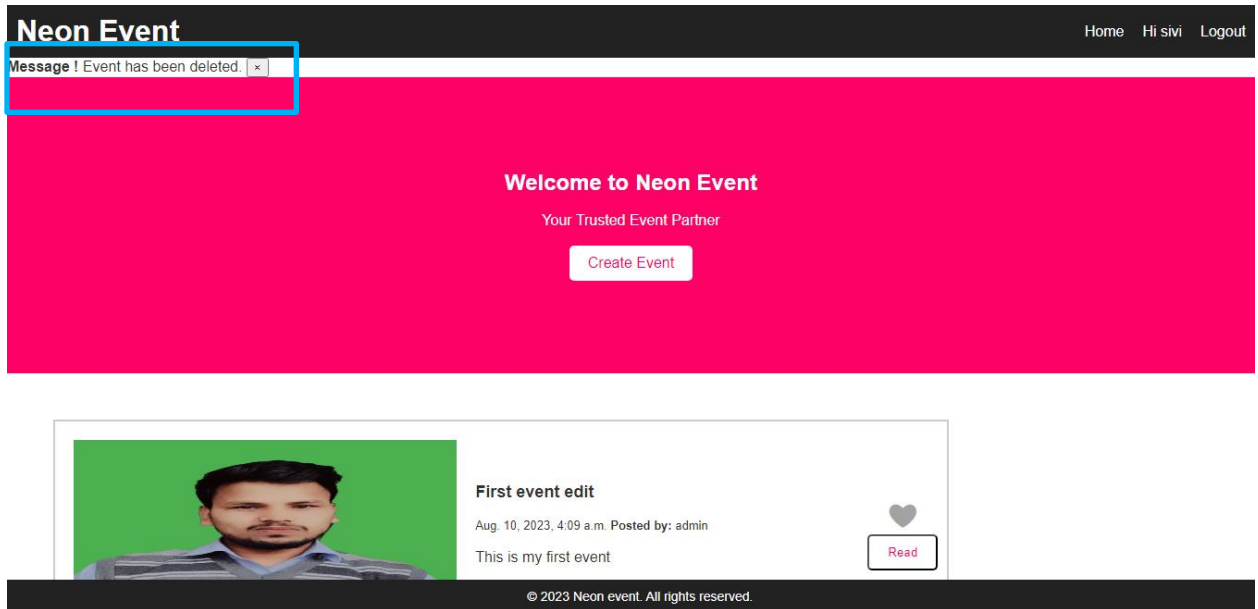 Neon Event
Home Hi sivi Logout
Message ! Event has been deleted. ×
Welcome to Neon Event
Your Trusted Event Partner
Create Event
First event edit
Aug. 10, 2023, 4:09 a.m. Posted by: admin
This is my first event
Read
© 2023 Neon event. All rights reserved.